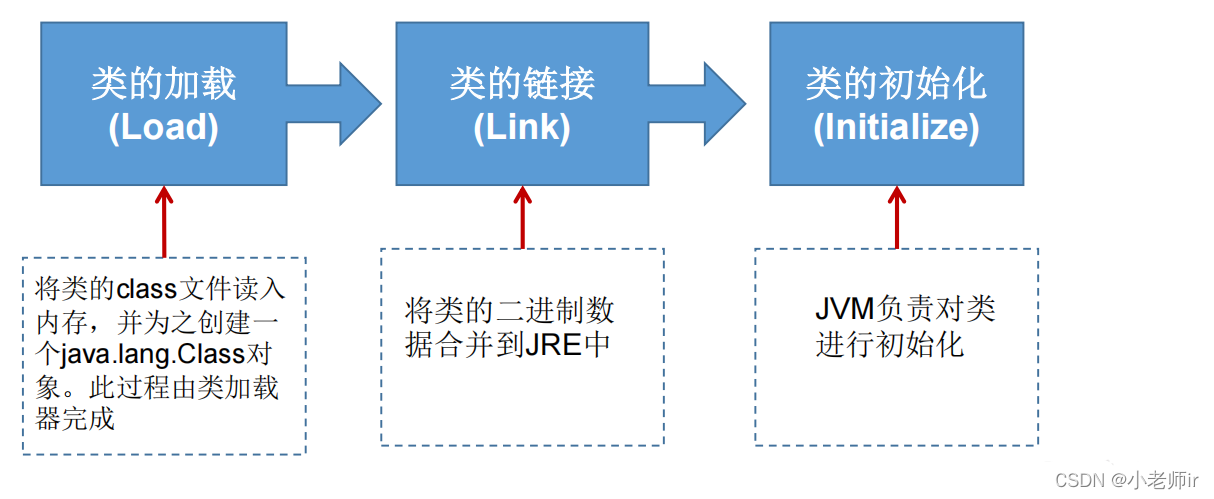 类的加载
(Load)
类的链接
(Link)
类的初始化
(Initialize)
将类的class文件读入
内存，并为之创建一
个java.lang.Class对
象。此过程由类加载
器完成
将类的二进制数
据合并到JRE中
JVM负责对类
进行初始化
CSDN @小老师ir